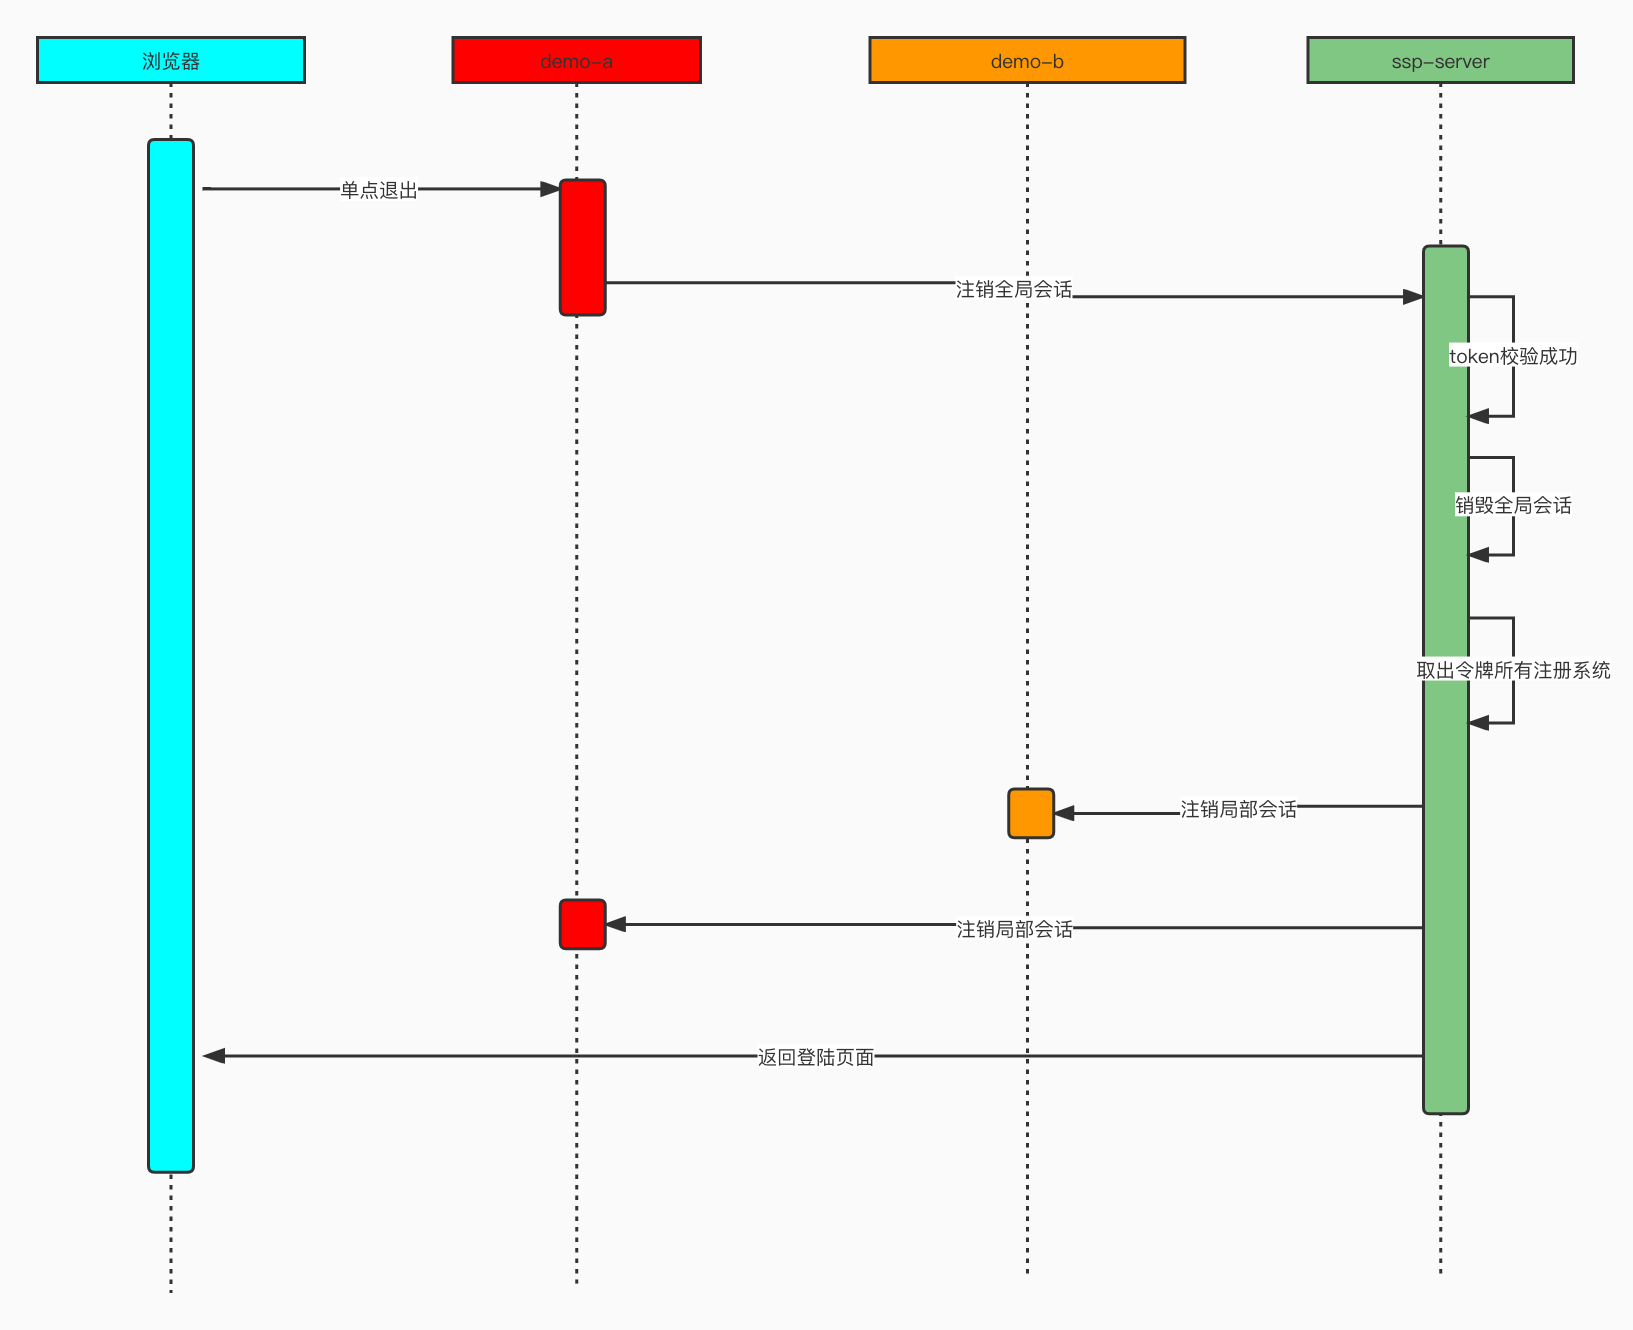 浏览器
demo-a
demo-b
ssp-server
单点退出
注销全局会话
token校验成功
销毁全局会话
取出令牌所有注册系统
注销局部会话
注销局部会话
返回登陆页面